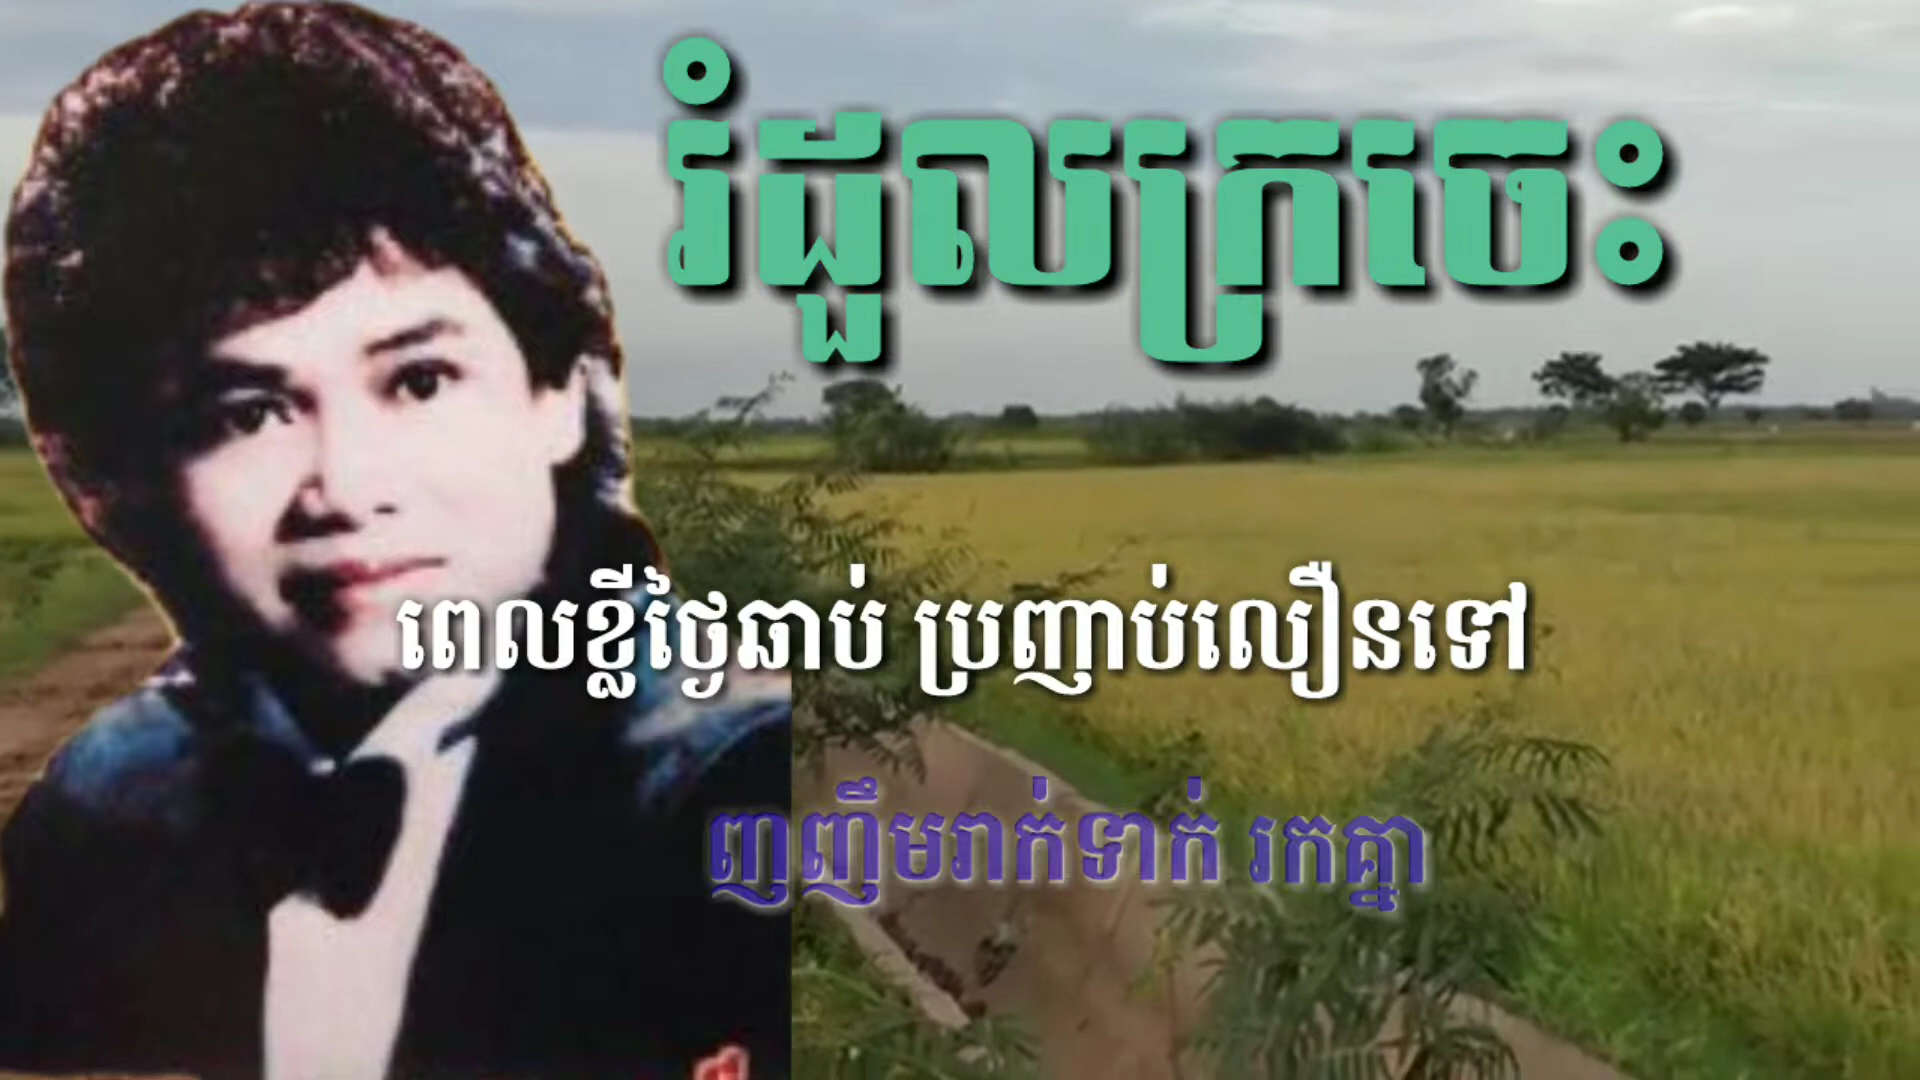 រំដួលក្រចេះ
ពេលខ្លីថ្ងៃឆាប់ ប្រញាប់លឿនទៅ
ញញឹមរាក់ទាក់ រកគ្នា